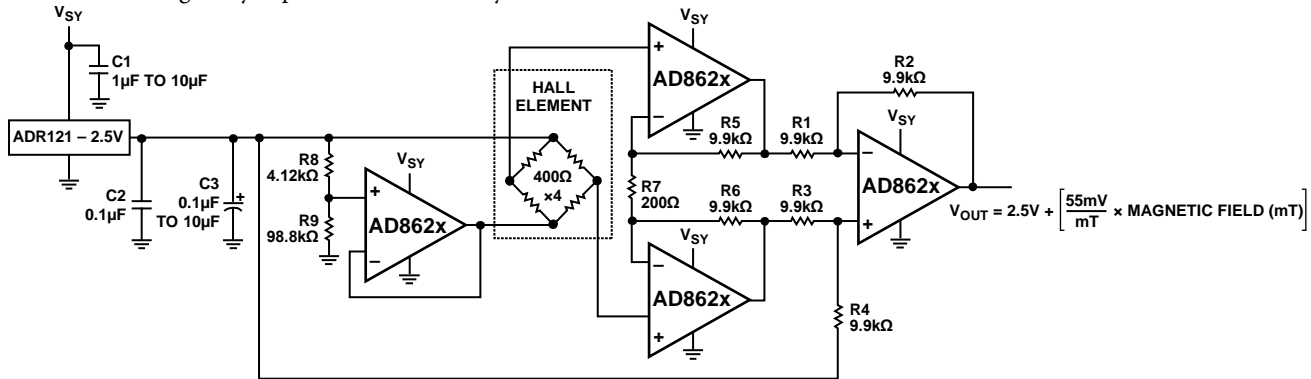 VSY
C1
1µF TO 10µF
ADR121 – 2.5V
C2
0.1µF
C3
0.1µF
TO 10µF
+
R8
4.12kΩ
R9
98.8kΩ
VSY
+
AD862x
–
HALL
ELEMENT
400Ω
×4
VSY
+
AD862x
–
R5
9.9kΩ
R1
9.9kΩ
R7
200Ω
R6
9.9kΩ
R3
9.9kΩ
VSY
–
AD862x
+
R2
9.9kΩ
VSY
–
AD862x
+
R4
9.9kΩ
VOUT = 2.5V + [55mV/mT × MAGNETIC FIELD (mT)]